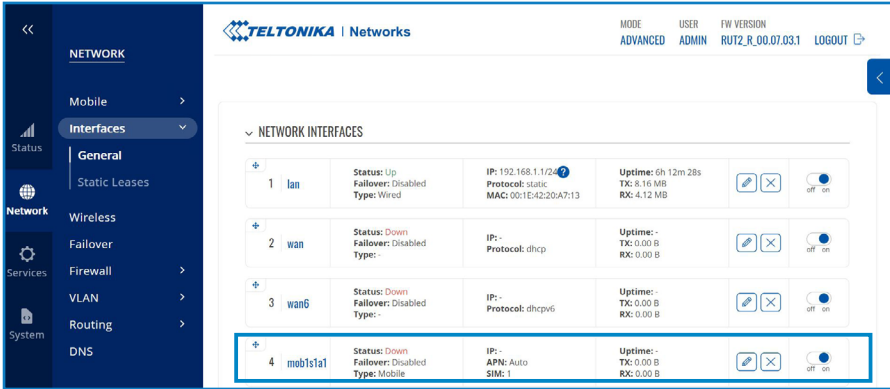 TELTONIKA | Networks
MODE
ADVANCED
USER
ADMIN
FW VERSION
RUT2_R_00.07.03.1
LOGOUT
Status
Network
Services
System
NETWORK
Mobile
Interfaces
General
Static Leases
Wireless
Failover
Firewall
VLAN
Routing
DNS
NETWORK INTERFACES
1 lan
Status: Up
Failover: Disabled
Type: Wired
IP: 192.168.1.1/24 ?
Protocol: static
MAC: 00:1E:42:20:A7:13
Uptime: 6h 12m 28s
TX: 8.16 MB
RX: 4.12 MB
off on
2 wan
Status: Down
Failover: Disabled
Type: -
IP: -
Protocol: dhcp
Uptime: -
TX: 0.00 B
RX: 0.00 B
off on
3 wan6
Status: Down
Failover: Disabled
Type: -
IP: -
Protocol: dhcpv6
Uptime: -
TX: 0.00 B
RX: 0.00 B
off on
4 mob1s1a1
Status: Down
Failover: Disabled
Type: Mobile
IP: -
APN: Auto
SIM: 1
Uptime: -
TX: 0.00 B
RX: 0.00 B
off on